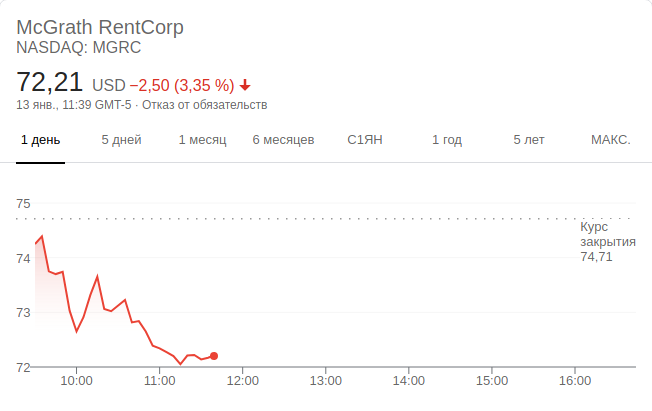 McGrath RentCorp
NASDAQ: MGRC
72,21 USD −2,50 (3,35 %)
13 янв., 11:39 GMT-5 · Отказ от обязательств
1 день 5 дней 1 месяц 6 месяцев С1ЯН 1 год 5 лет МАКС.
75
Курс
закрытия
74,71
74
73
72
10:00 11:00 12:00 13:00 14:00 15:00 16:00